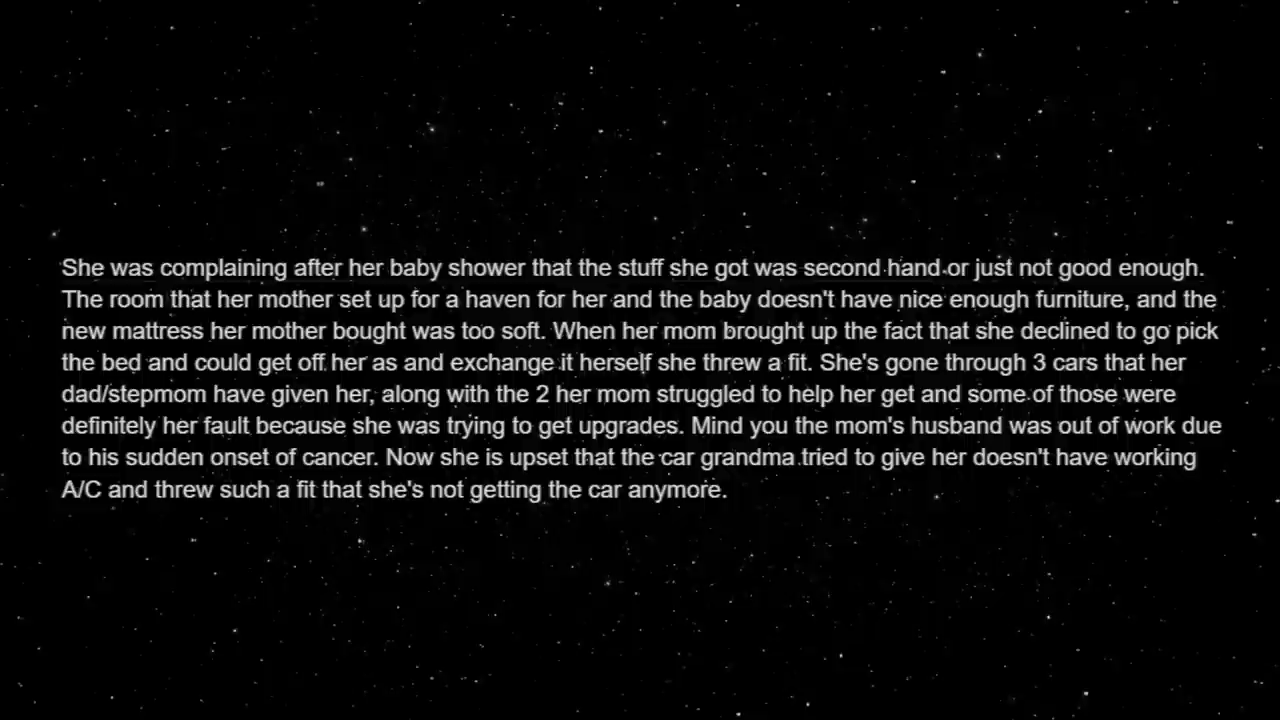 She was complaining after her baby shower that the stuff she got was second hand or just not good enough.
The room that her mother set up for a haven for her and the baby doesn't have nice enough furniture, and the
new mattress her mother bought was too soft. When her mom brought up the fact that she declined to go pick
the bed and could get off her as and exchange it herself she threw a fit. She's gone through 3 cars that her
dad/stepmom have given her, along with the 2 her mom struggled to help her get and some of those were
definitely her fault because she was trying to get upgrades. Mind you the mom's husband was out of work due
to his sudden onset of cancer. Now she is upset that the car grandma tried to give her doesn't have working
A/C and threw such a fit that she's not getting the car anymore.